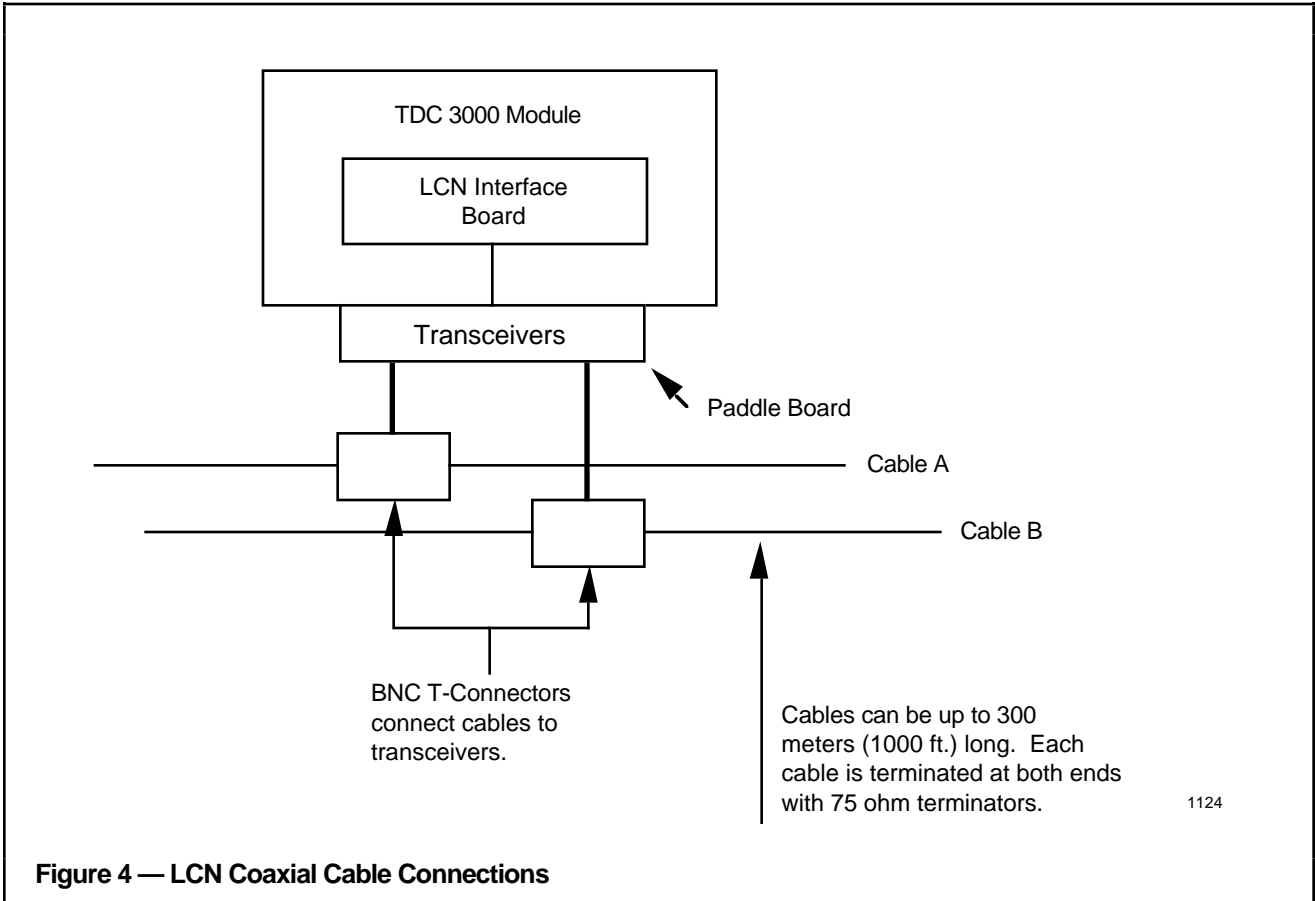 TDC 3000 Module
LCN Interface
Board
Transceivers
Paddle Board
Cable A
Cable B
BNC T-Connectors
connect cables to
transceivers.
Cables can be up to 300
meters (1000 ft.) long.  Each
cable is terminated at both ends
with 75 ohm terminators.
1124
Figure 4 — LCN Coaxial Cable Connections